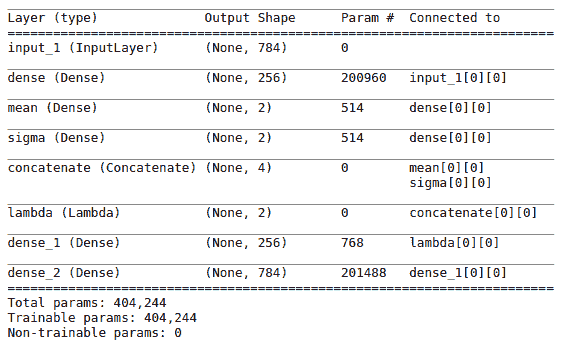 Layer (type) Output Shape Param # Connected to
input_1 (InputLayer) (None, 784) 0
dense (Dense) (None, 256) 200960 input_1[0][0]
mean (Dense) (None, 2) 514 dense[0][0]
sigma (Dense) (None, 2) 514 dense[0][0]
concatenate (Concatenate) (None, 4) 0 mean[0][0]
sigma[0][0]
lambda (Lambda) (None, 2) 0 concatenate[0][0]
dense_1 (Dense) (None, 256) 768 lambda[0][0]
dense_2 (Dense) (None, 784) 201488 dense_1[0][0]
Total params: 404,244
Trainable params: 404,244
Non-trainable params: 0